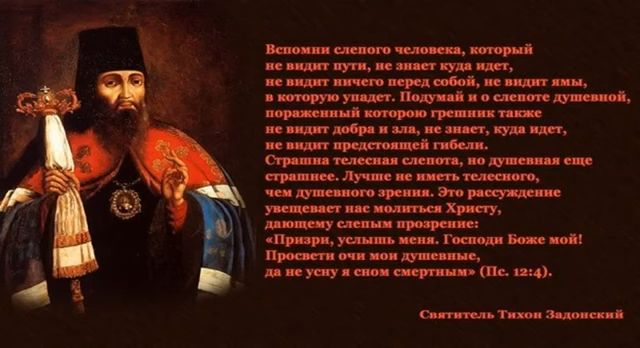 Вспомни слепого человека, который
не видит пути, не знает куда идет,
не видит ничего перед собой, не видит ямы,
в которую упадет. Подумай и о слепоте душевной,
пораженный которою грешник также
не видит добра и зла, не знает, куда идет,
не видит предстоящей гибели.
Страшна телесная слепота, но душевная еще
страшнее. Лучше не иметь телесного,
чем душевного зрения. Это рассуждение
увещевает нас молиться Христу,
дающему слепым прозрение:
«Призри, услышь меня. Господи Боже мой!
Просвети очи мои душевные,
да не усну я сном смертным» (Пс. 12:4).
Святитель Тихон Задонский